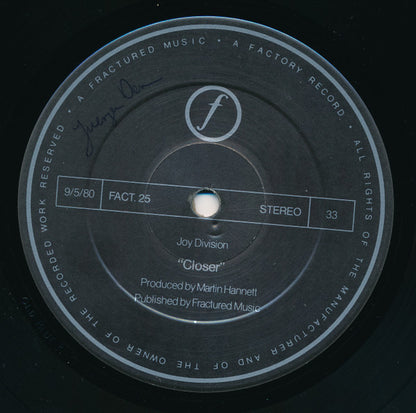 · A FRACTURED MUSIC · A FACTORY RECORD · ALL RIGHTS OF THE MANUFACTURER AND OF THE OWNER OF THE RECORDED WORK RESERVED
f
9/5/80 FACT. 25 STEREO 33
Joy Division
"Closer"
Produced by Martin Hannett
Published by Fractured Music